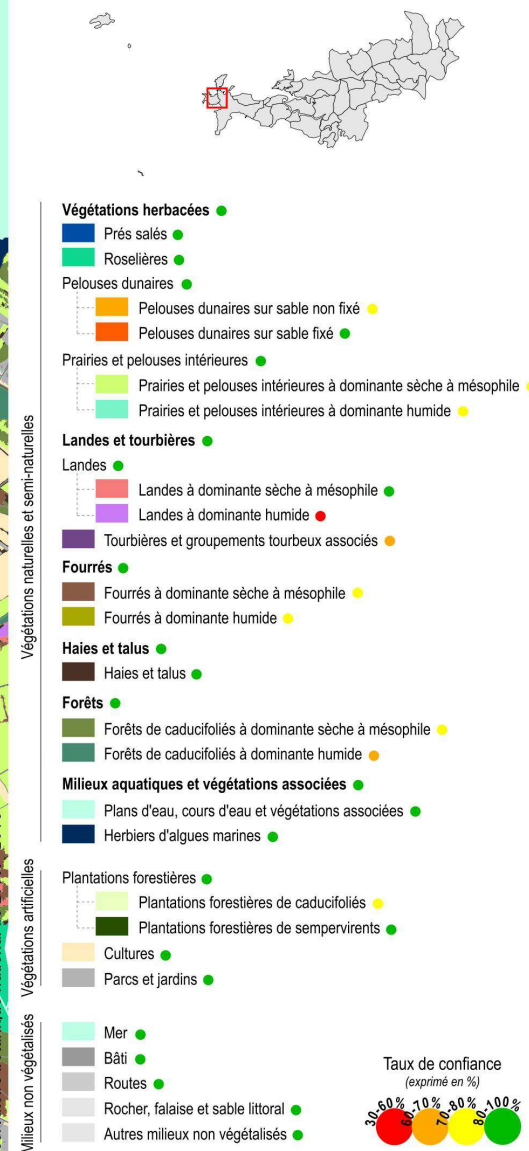 Végétations naturelles et semi-naturelles
Végétations herbacées
Prés salés
Roselières
Pelouses dunaires
Pelouses dunaires sur sable non fixé
Pelouses dunaires sur sable fixé
Prairies et pelouses intérieures
Prairies et pelouses intérieures à dominante sèche à mésophile
Prairies et pelouses intérieures à dominante humide
Landes et tourbières
Landes
Landes à dominante sèche à mésophile
Landes à dominante humide
Tourbières et groupements tourbeux associés
Fourrés
Fourrés à dominante sèche à mésophile
Fourrés à dominante humide
Haies et talus
Haies et talus
Forêts
Forêts de caducifoliés à dominante sèche à mésophile
Forêts de caducifoliés à dominante humide
Milieux aquatiques et végétations associées
Plans d'eau, cours d'eau et végétations associées
Herbiers d'algues marines
Végétations artificielles
Plantations forestières
Plantations forestières de caducifoliés
Plantations forestières de sempervirents
Cultures
Parcs et jardins
Milieux non végétalisés
Mer
Bâti
Routes
Rocher, falaise et sable littoral
Autres milieux non végétalisés
Taux de confiance
(exprimé en %)
30-60 % 60-70 % 70-80 % 80-100 %